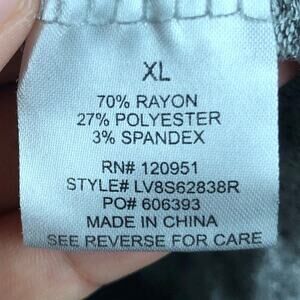 XL
70% RAYON
27% POLYESTER
3% SPANDEX
RN# 120951
STYLE# LV8S62838R
PO# 606393
MADE IN CHINA
SEE REVERSE FOR CARE